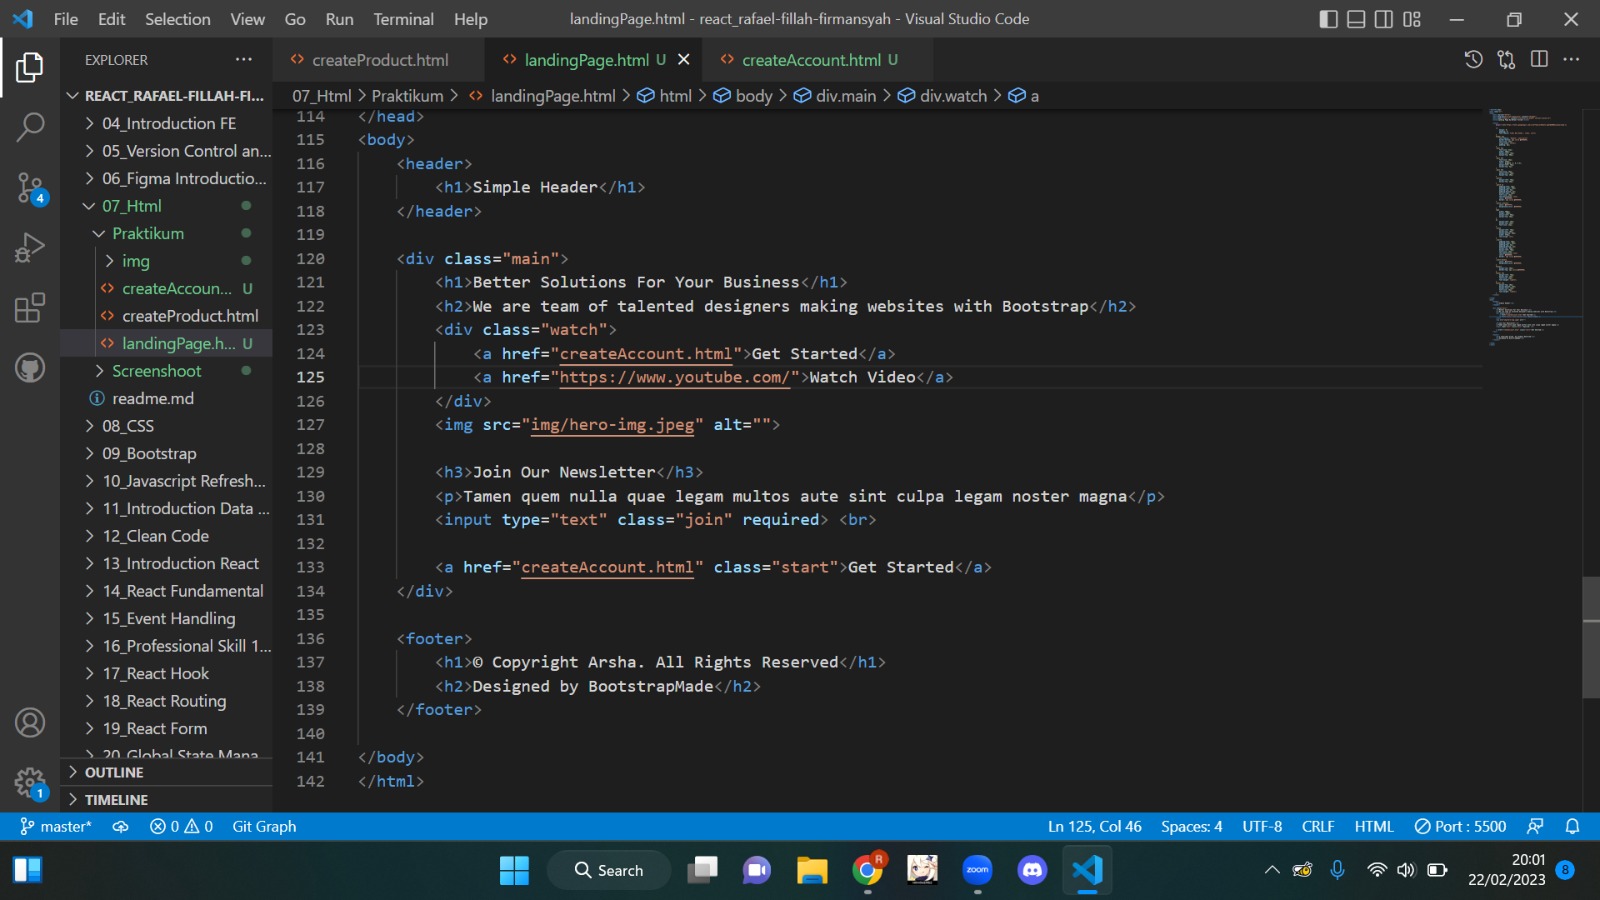 File Edit Selection View Go Run Terminal Help
landingPage.html - react_rafael-fillah-firmansyah - Visual Studio Code
EXPLORER
createProduct.html
landingPage.html U
createAccount.html U
REACT_RAFAEL-FILLAH-FI...
04_Introduction FE
05_Version Control an...
06_Figma Introductio...
07_Html
Praktikum
img
createAccoun... U
createProduct.html
landingPage.h... U
Screenshoot
readme.md
08_CSS
09_Bootstrap
10_Javascript Refresh...
11_Introduction Data ...
12_Clean Code
13_Introduction React
14_React Fundamental
15_Event Handling
16_Professional Skill 1...
17_React Hook
18_React Routing
19_React Form
20_Global State Mana...
OUTLINE
TIMELINE
4
1
07_Html > Praktikum > landingPage.html > html > body > div.main > div.watch > a
114 </head>
115 <body>
116 <header>
117 <h1>Simple Header</h1>
118 </header>
119
120 <div class="main">
121 <h1>Better Solutions For Your Business</h1>
122 <h2>We are team of talented designers making websites with Bootstrap</h2>
123 <div class="watch">
124 <a href="createAccount.html">Get Started</a>
125 <a href="https://www.youtube.com/">Watch Video</a>
126 </div>
127 <img src="img/hero-img.jpeg" alt="">
128
129 <h3>Join Our Newsletter</h3>
130 <p>Tamen quem nulla quae legam multos aute sint culpa legam noster magna</p>
131 <input type="text" class="join" required> <br>
132
133 <a href="createAccount.html" class="start">Get Started</a>
134 </div>
135
136 <footer>
137 <h1>© Copyright Arsha. All Rights Reserved</h1>
138 <h2>Designed by BootstrapMade</h2>
139 </footer>
140
141 </body>
142 </html>
master* 0 0 Git Graph
Ln 125, Col 46 Spaces: 4 UTF-8 CRLF HTML Port : 5500
Search
R
zoom
20:01
22/02/2023
8